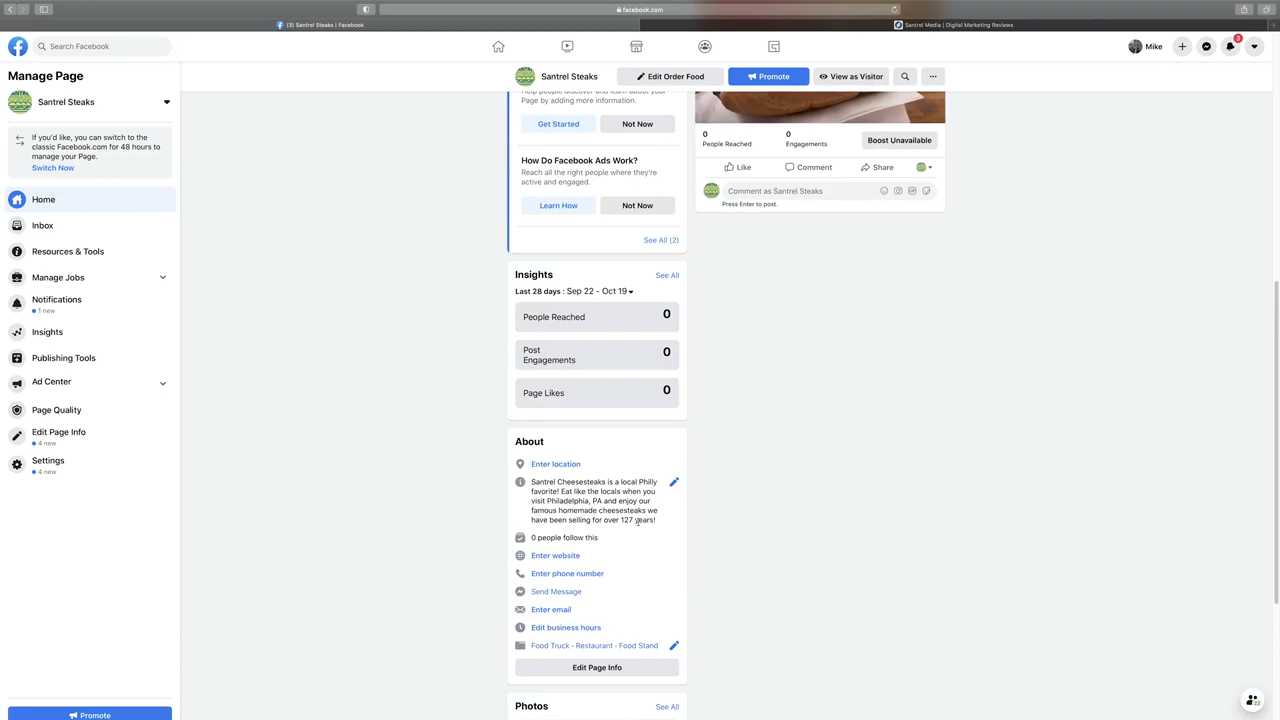 facebook.com
(3) Santrel Steaks | Facebook
Santrel Media | Digital Marketing Reviews
Search Facebook
Mike
3
Manage Page
Santrel Steaks
If you'd like, you can switch to the
classic Facebook.com for 48 hours to
manage your Page.
Switch Now
Home
Inbox
Resources & Tools
Manage Jobs
Notifications
1 new
Insights
Publishing Tools
Ad Center
Page Quality
Edit Page Info
4 new
Settings
4 new
Promote
Santrel Steaks
Edit Order Food
Promote
View as Visitor
Help people discover and learn about your
Page by adding more information.
Get Started
Not Now
How Do Facebook Ads Work?
Reach all the right people where they're
active and engaged.
Learn How
Not Now
See All (2)
Insights
See All
Last 28 days : Sep 22 - Oct 19
People Reached
0
Post
Engagements
0
Page Likes
0
About
Enter location
Santrel Cheesesteaks is a local Philly
favorite! Eat like the locals when you
visit Philadelphia, PA and enjoy our
famous homemade cheesesteaks we
have been selling for over 127 years!
0 people follow this
Enter website
Enter phone number
Send Message
Enter email
Edit business hours
Food Truck · Restaurant · Food Stand
Edit Page Info
Photos
See All
0
People Reached
0
Engagements
Boost Unavailable
Like
Comment
Share
Comment as Santrel Steaks
Press Enter to post.